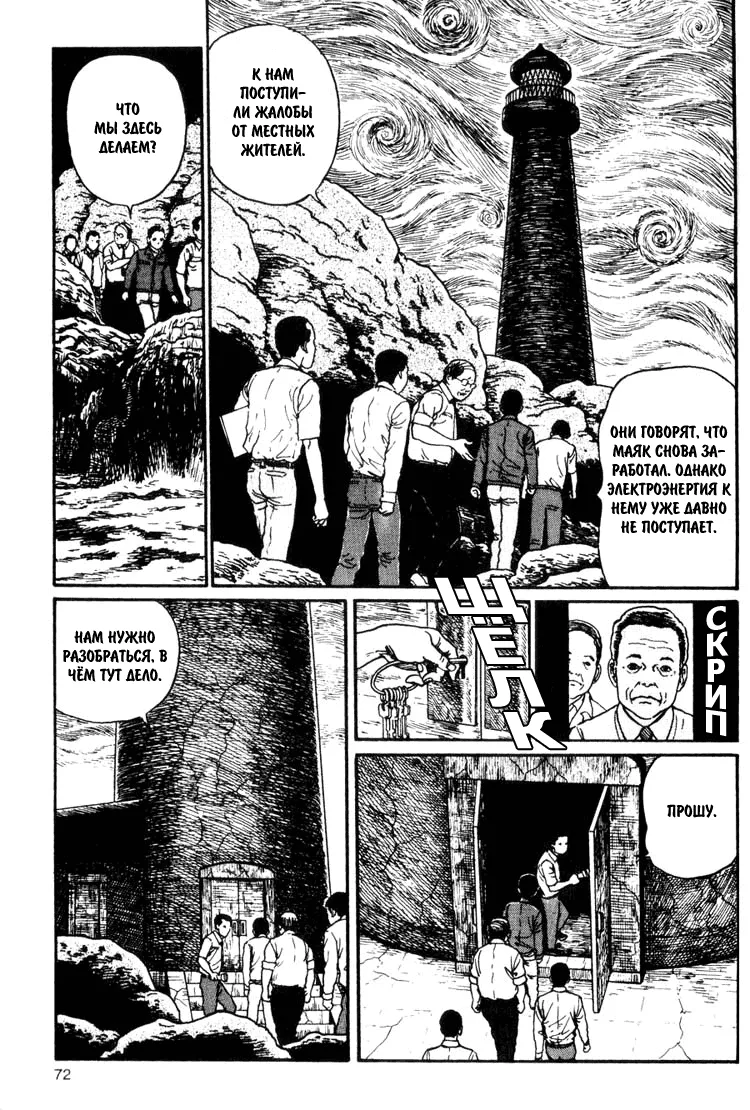 ЧТО
МЫ ЗДЕСЬ
ДЕЛАЕМ?
К НАМ
ПОСТУПИ-
ЛИ ЖАЛОБЫ
ОТ МЕСТНЫХ
ЖИТЕЛЕЙ.
ОНИ ГОВОРЯТ, ЧТО
МАЯК СНОВА ЗА-
РАБОТАЛ. ОДНАКО
ЭЛЕКТРОЭНЕРГИЯ К
НЕМУ УЖЕ ДАВНО
НЕ ПОСТУПАЕТ.
НАМ НУЖНО
РАЗОБРАТЬСЯ, В
ЧЁМ ТУТ ДЕЛО.
ЩЕЛК
СКРИП
ПРОШУ.
72